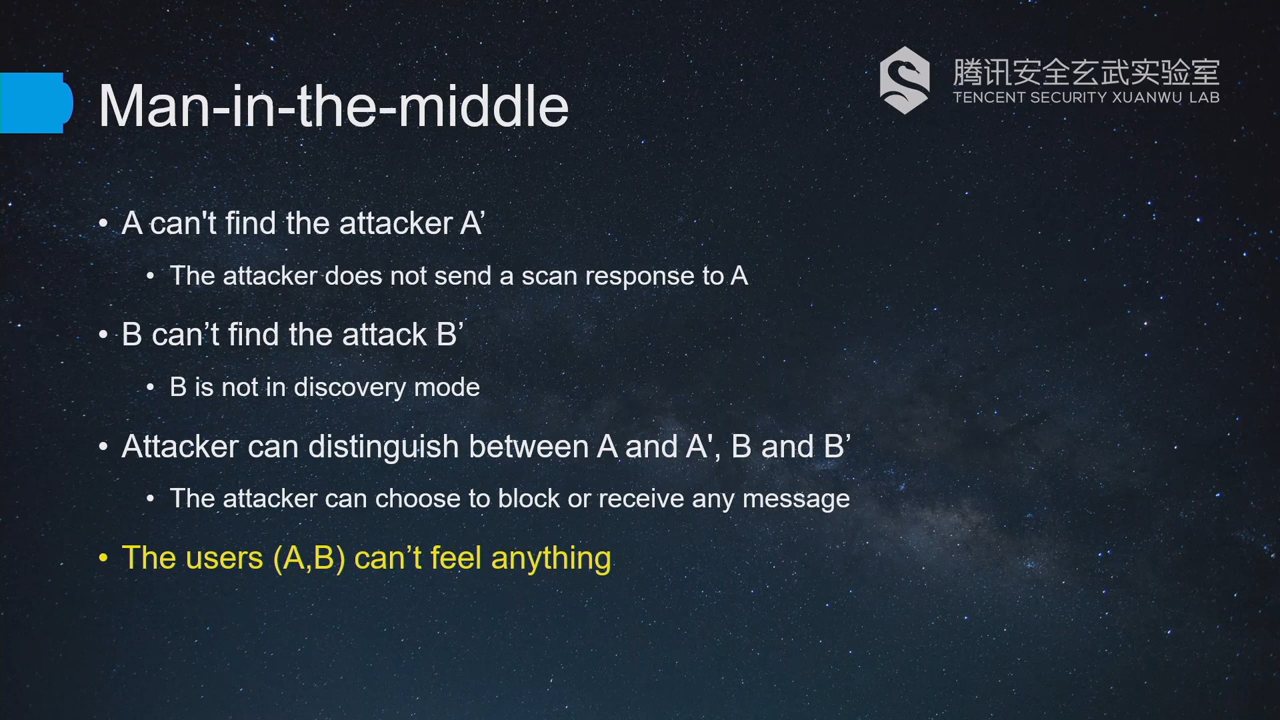 腾讯安全玄武实验室
TENCENT SECURITY XUANWU LAB
Man-in-the-middle
• A can't find the attacker A’
• The attacker does not send a scan response to A
• B can’t find the attack B’
• B is not in discovery mode
• Attacker can distinguish between A and A', B and B’
• The attacker can choose to block or receive any message
• The users (A,B) can’t feel anything